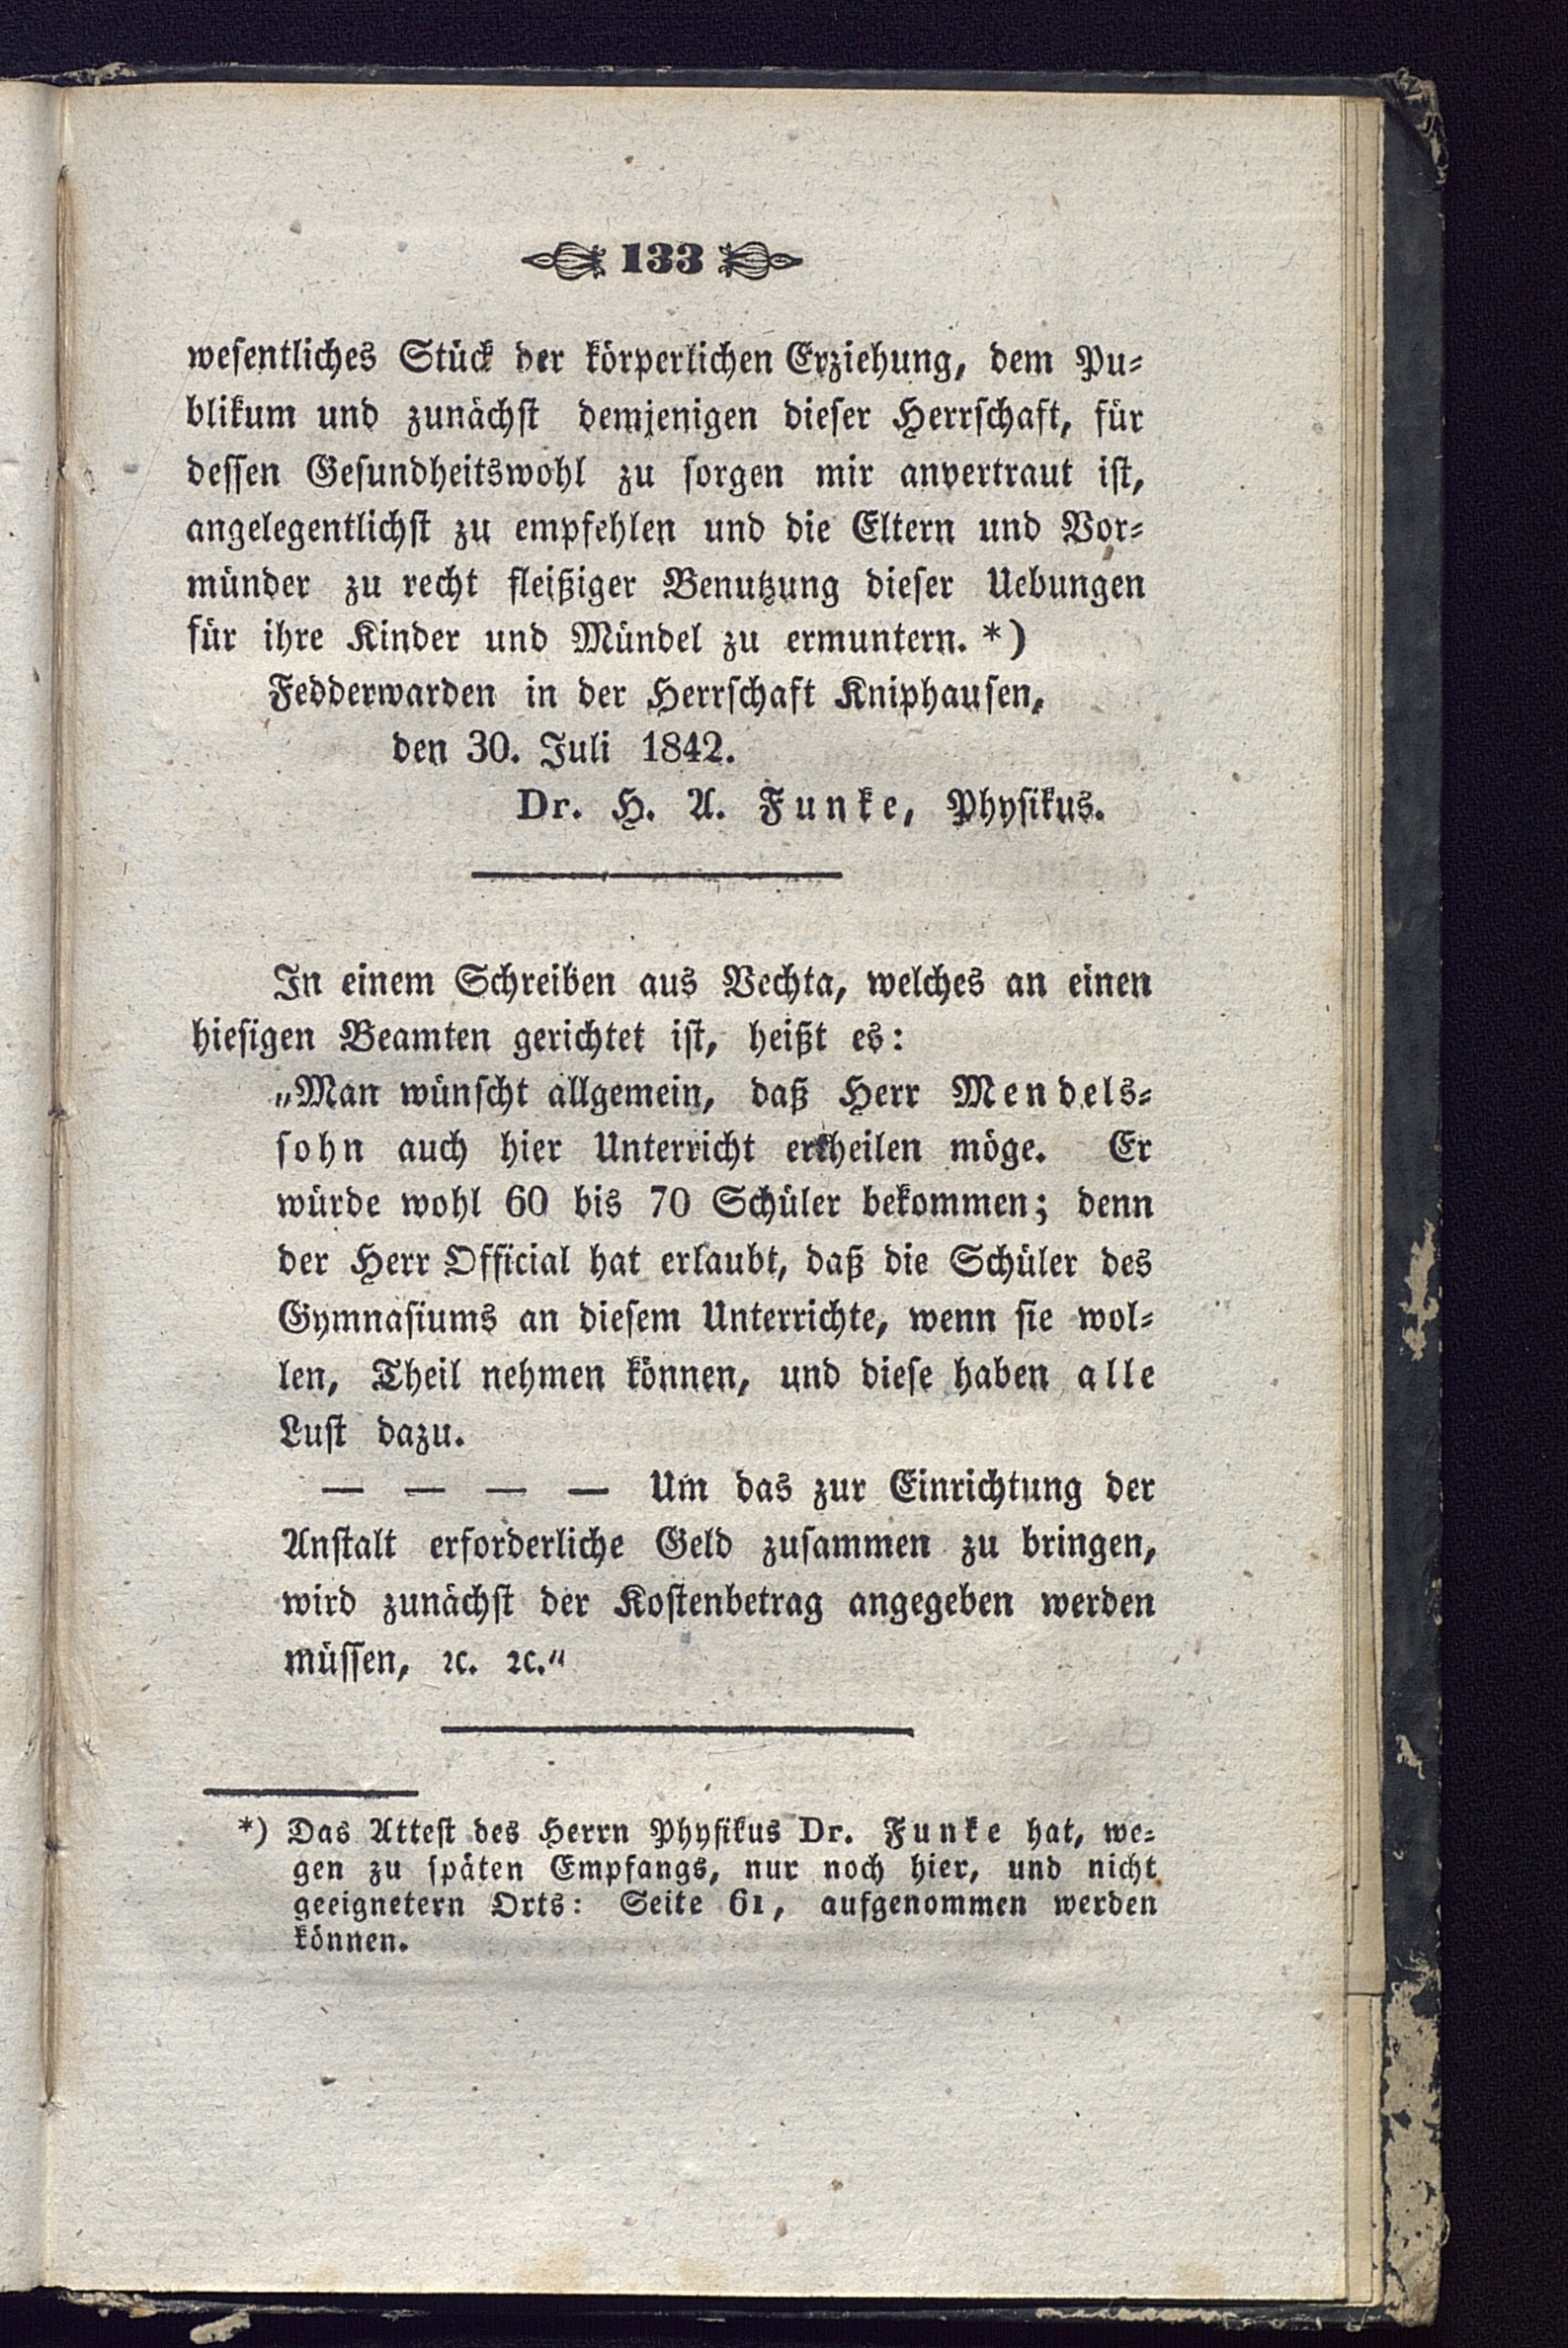 133
wesentliches Stück der körperlichen Erziehung, dem Pu-
blikum und zunächst demjenigen dieser Herrschaft, für
dessen Gesundheitswohl zu sorgen mir anvertraut ist,
angelegentlichst zu empfehlen und die Eltern und Vor-
münder zu recht fleißiger Benutzung dieser Uebungen
für ihre Kinder und Mündel zu ermuntern. *)
Fedderwarden in der Herrschaft Kniphausen,
den 30. Juli 1842.
Dr. H. A. Funke, Physikus.
In einem Schreiben aus Vechta, welches an einen
hiesigen Beamten gerichtet ist, heißt es:
„Man wünscht allgemein, daß Herr Mendels-
sohn auch hier Unterricht ertheilen möge. Er
würde wohl 60 bis 70 Schüler bekommen; denn
der Herr Official hat erlaubt, daß die Schüler des
Gymnasiums an diesem Unterrichte, wenn sie wol-
len, Theil nehmen können, und diese haben alle
Lust dazu.
— — — — Um das zur Einrichtung der
Anstalt erforderliche Geld zusammen zu bringen,
wird zunächst der Kostenbetrag angegeben werden
müssen, ꝛc. ꝛc.“
*) Das Attest des Herrn Physikus Dr. Funke hat, we-
gen zu späten Empfangs, nur noch hier, und nicht
geeignetern Orts: Seite 61, aufgenommen werden
können.